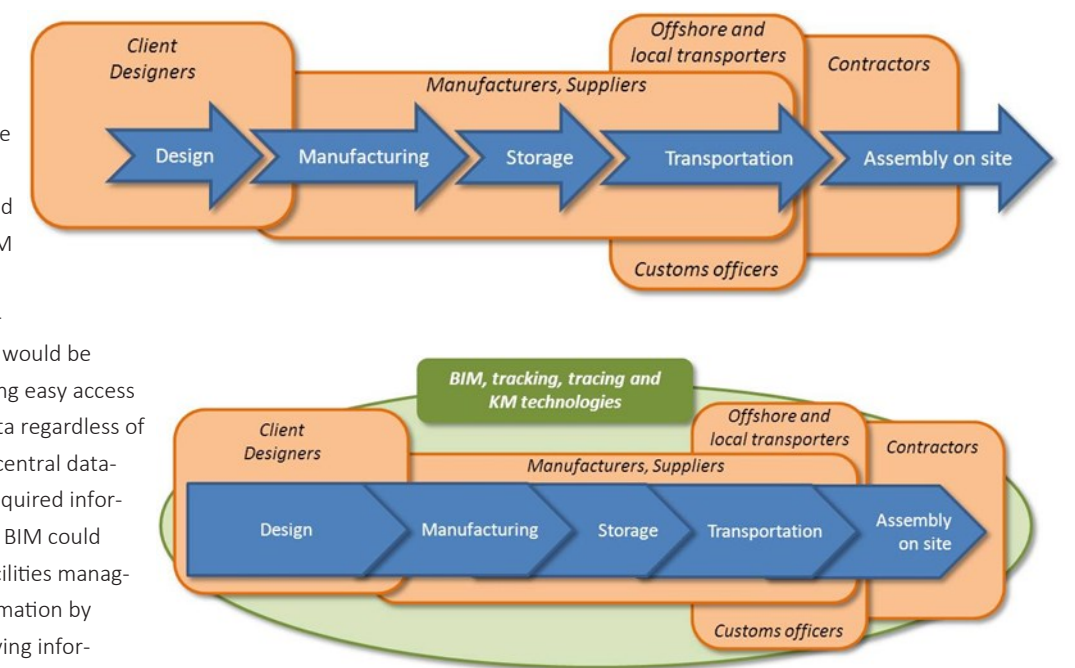 Client
Designers
Manufacturers, Suppliers
Offshore and
local transporters
Contractors
Design
Manufacturing
Storage
Transportation
Assembly on site
Customs officers
would be
ng easy access
ta regardless of
central data-
quired infor-
BIM could
cilities manag-
mation by
ving infor-
BIM, tracking, tracing and
KM technologies
Client
Designers
Manufacturers, Suppliers
Offshore and
local transporters
Contractors
Design
Manufacturing
Storage
Transportation
Assembly
on site
Customs officers